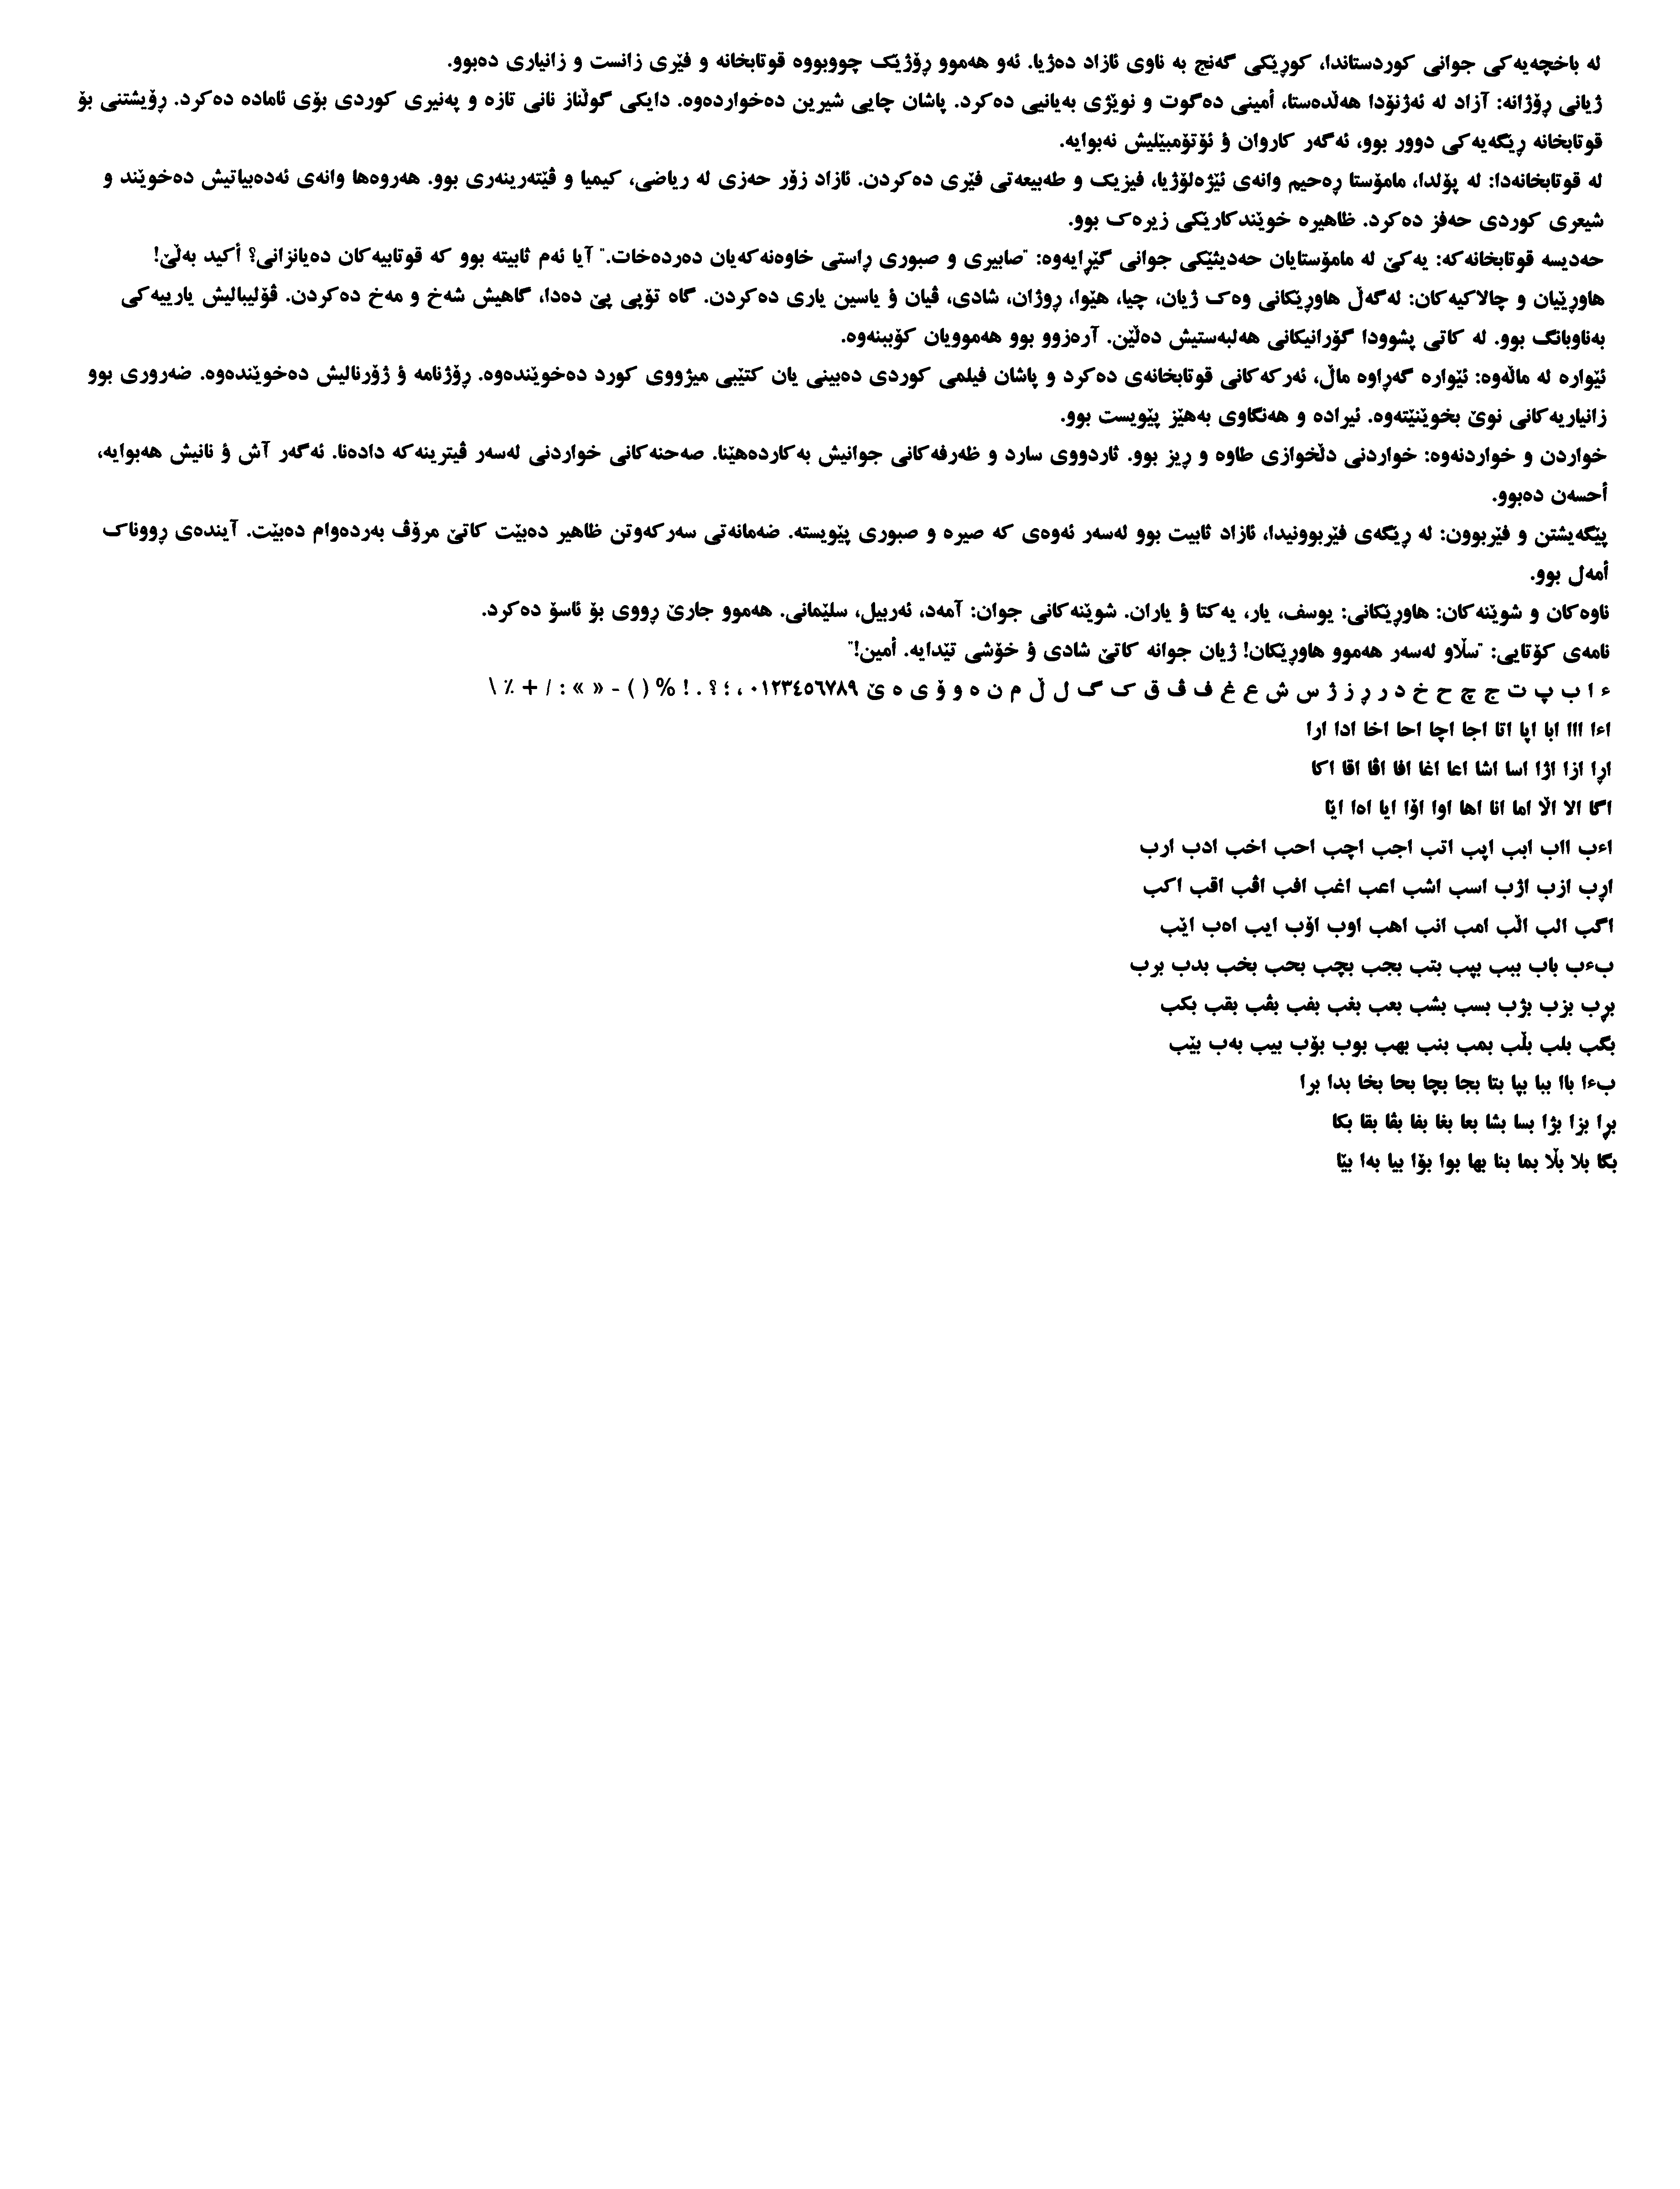 لە باخچەیەکی جوانی کوردستاندا، کوڕێکی گەنج بە ناوی ئازاد دەژیا. ئەو هەموو ڕۆژێک چووبووە قوتابخانە و فێری زانست و زانیاری دەبوو.
ژیانی ڕۆژانە: آزاد لە ئەژنۆدا هەڵدەستا، أمینی دەگوت و نوێژی بەیانیی دەکرد. پاشان چایی شیرین دەخواردەوە. دایکی گوڵناز نانی تازە و پەنیری کوردی بۆی ئامادە دەکرد. ڕۆیشتنی بۆ
قوتابخانە ڕێگەیەکی دوور بوو، ئەگەر کاروان ؤ ئۆتۆمبێلیش نەبوایە.
لە قوتابخانەدا: لە پۆلدا، مامۆستا ڕەحیم وانەی ئێژەلۆژیا، فیزیک و طەبیعەتی فێری دەکردن. ئازاد زۆر حەزی لە ریاضی، کیمیا و ڤێتەرینەری بوو. هەروەها وانەی ئەدەبیاتیش دەخوێند و
شیعری کوردی حەفز دەکرد. ظاهیرە خوێندکارێکی زیرەک بوو.
حەدیسە قوتابخانەکە: یەکێ لە مامۆستایان حەدیثێکی جوانی گێڕایەوە: "صابیری و صبوری ڕاستی خاوەنەکەیان دەردەخات." آیا ئەم ثابیتە بوو کە قوتابیەکان دەیانزانی؟ أکید بەڵێ!
هاوڕێیان و چالاکیەکان: لەگەڵ هاوڕێکانی وەک ژیان، چیا، هێوا، ڕوژان، شادی، ڤیان ؤ یاسین یاری دەکردن. گاە تۆپی پێ دەدا، گاهیش شەخ و مەخ دەکردن. ڤۆلیبالیش یارییەکی
بەناوبانگ بوو. لە کاتی پشوودا گۆرانیکانی هەلبەستیش دەڵێن. آرەزوو بوو هەموویان کۆببنەوە.
ئێوارە لە ماڵەوە: ئێوارە گەڕاوە ماڵ، ئەرکەکانی قوتابخانەی دەکرد و پاشان فیلمی کوردی دەبینی یان کتێبی میژووی کورد دەخوێندەوە. ڕۆژنامە ؤ ژۆرنالیش دەخوێندەوە. ضەروری بوو
زانیاریەکانی نوێ بخوێنێتەوە. ئیرادە و هەنگاوی بەهێز پێویست بوو.
خواردن و خواردنەوە: خواردنی دڵخوازی طاوە و ڕیز بوو. ئاردووی سارد و ظەرفەکانی جوانیش بەکاردەهێنا. صەحنەکانی خواردنی لەسەر ڤیترینەکە دادەنا. ئەگەر آش ؤ نانیش هەبوایە،
أحسەن دەبوو.
پێگەیشتن و فێربوون: لە ڕێگەی فێربوونیدا، ئازاد ثابیت بوو لەسەر ئەوەی کە صیرە و صبوری پێویستە. ضەمانەتی سەرکەوتن ظاهیر دەبێت کاتێ مرۆڤ بەردەوام دەبێت. آیندەی ڕووناک
أمەل بوو.
ناوەکان و شوێنەکان: هاوڕێکانی: یوسف، یار، یەکتا ؤ یاران. شوێنەکانی جوان: آمەد، ئەربیل، سلێمانی. هەموو جارێ ڕووی بۆ ئاسۆ دەکرد.
نامەی کۆتایی: "سڵاو لەسەر هەموو هاوڕێکان! ژیان جوانە کاتێ شادی ؤ خۆشی تێدایە. أمین!"
ء ا ب پ ت ج چ ح خ د ر ڕ ز ژ س ش ع غ ف ڤ ق ک گ ل ڵ م ن ه و ۆ ی ە ێ ٠١٢٣٤٥٦٧٨٩ ، ؛ ؟ . ! % ( ) - « » : / + ٪ \
اءا ااا ابا اپا اتا اجا اچا احا اخا ادا ارا
اڕا ازا اژا اسا اشا اعا اغا افا اڤا اقا اکا
اگا الا اڵا اما انا اها اوا اۆا ایا اەا اێا
اءب ااب ابب اپب اتب اجب اچب احب اخب ادب ارب
اڕب ازب اژب اسب اشب اعب اغب افب اڤب اقب اکب
اگب الب اڵب امب انب اهب اوب اۆب ایب اەب اێب
بءب باب ببب بپب بتب بجب بچب بحب بخب بدب برب
بڕب بزب بژب بسب بشب بعب بغب بفب بڤب بقب بکب
بگب بلب بڵب بمب بنب بهب بوب بۆب بیب بەب بێب
بءا باا ببا بپا بتا بجا بچا بحا بخا بدا برا
بڕا بزا بژا بسا بشا بعا بغا بفا بڤا بقا بکا
بگا بلا بڵا بما بنا بها بوا بۆا بیا بەا بێا